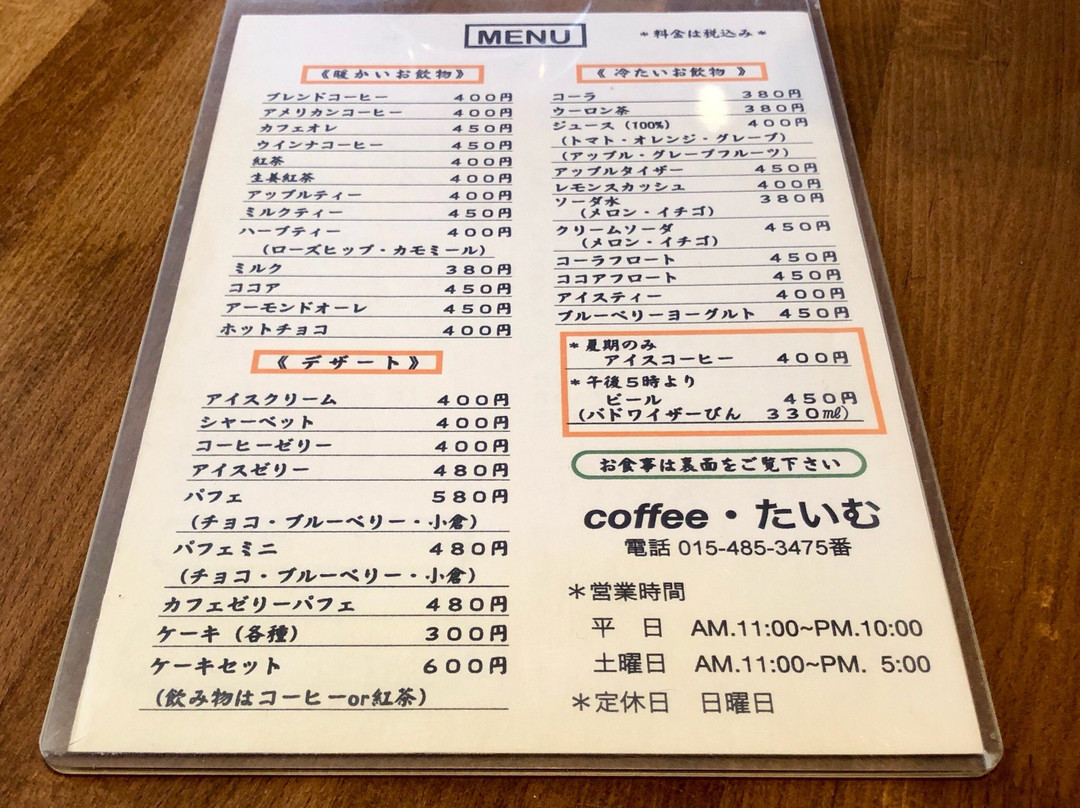 MENU
＊料金は税込み＊
《暖かいお飲物》
ブレンドコーヒー 400円
アメリカンコーヒー 400円
カフェオレ 450円
ウインナコーヒー 450円
紅茶 400円
生姜紅茶 400円
アップルティー 400円
ミルクティー 450円
ハーブティー 400円
（ローズヒップ・カモミール）
ミルク 380円
ココア 450円
アーモンドオーレ 450円
ホットチョコ 400円
《デザート》
アイスクリーム 400円
シャーベット 400円
コーヒーゼリー 400円
アイスゼリー 480円
パフェ 580円
（チョコ・ブルーベリー・小倉）
パフェミニ 480円
（チョコ・ブルーベリー・小倉）
カフェゼリーパフェ 480円
ケーキ（各種） 300円
ケーキセット 600円
（飲み物はコーヒーor紅茶）
《冷たいお飲物》
コーラ 380円
ウーロン茶 380円
ジュース（100%） 400円
（トマト・オレンジ・グレープ）
（アップル・グレープフルーツ）
アップルタイザー 450円
レモンスカッシュ 400円
ソーダ水 380円
（メロン・イチゴ）
クリームソーダ 450円
（メロン・イチゴ）
コーラフロート 450円
ココアフロート 450円
アイスティー 400円
ブルーベリーヨーグルト 450円
＊夏期のみ
アイスコーヒー 400円
＊午後5時より
ビール 450円
（バドワイザーびん 330㎖）
お食事は裏面をご覧下さい
coffee・たいむ
電話 015-485-3475番
＊営業時間
平 日 AM.11:00~PM.10:00
土曜日 AM.11:00~PM. 5:00
＊定休日 日曜日